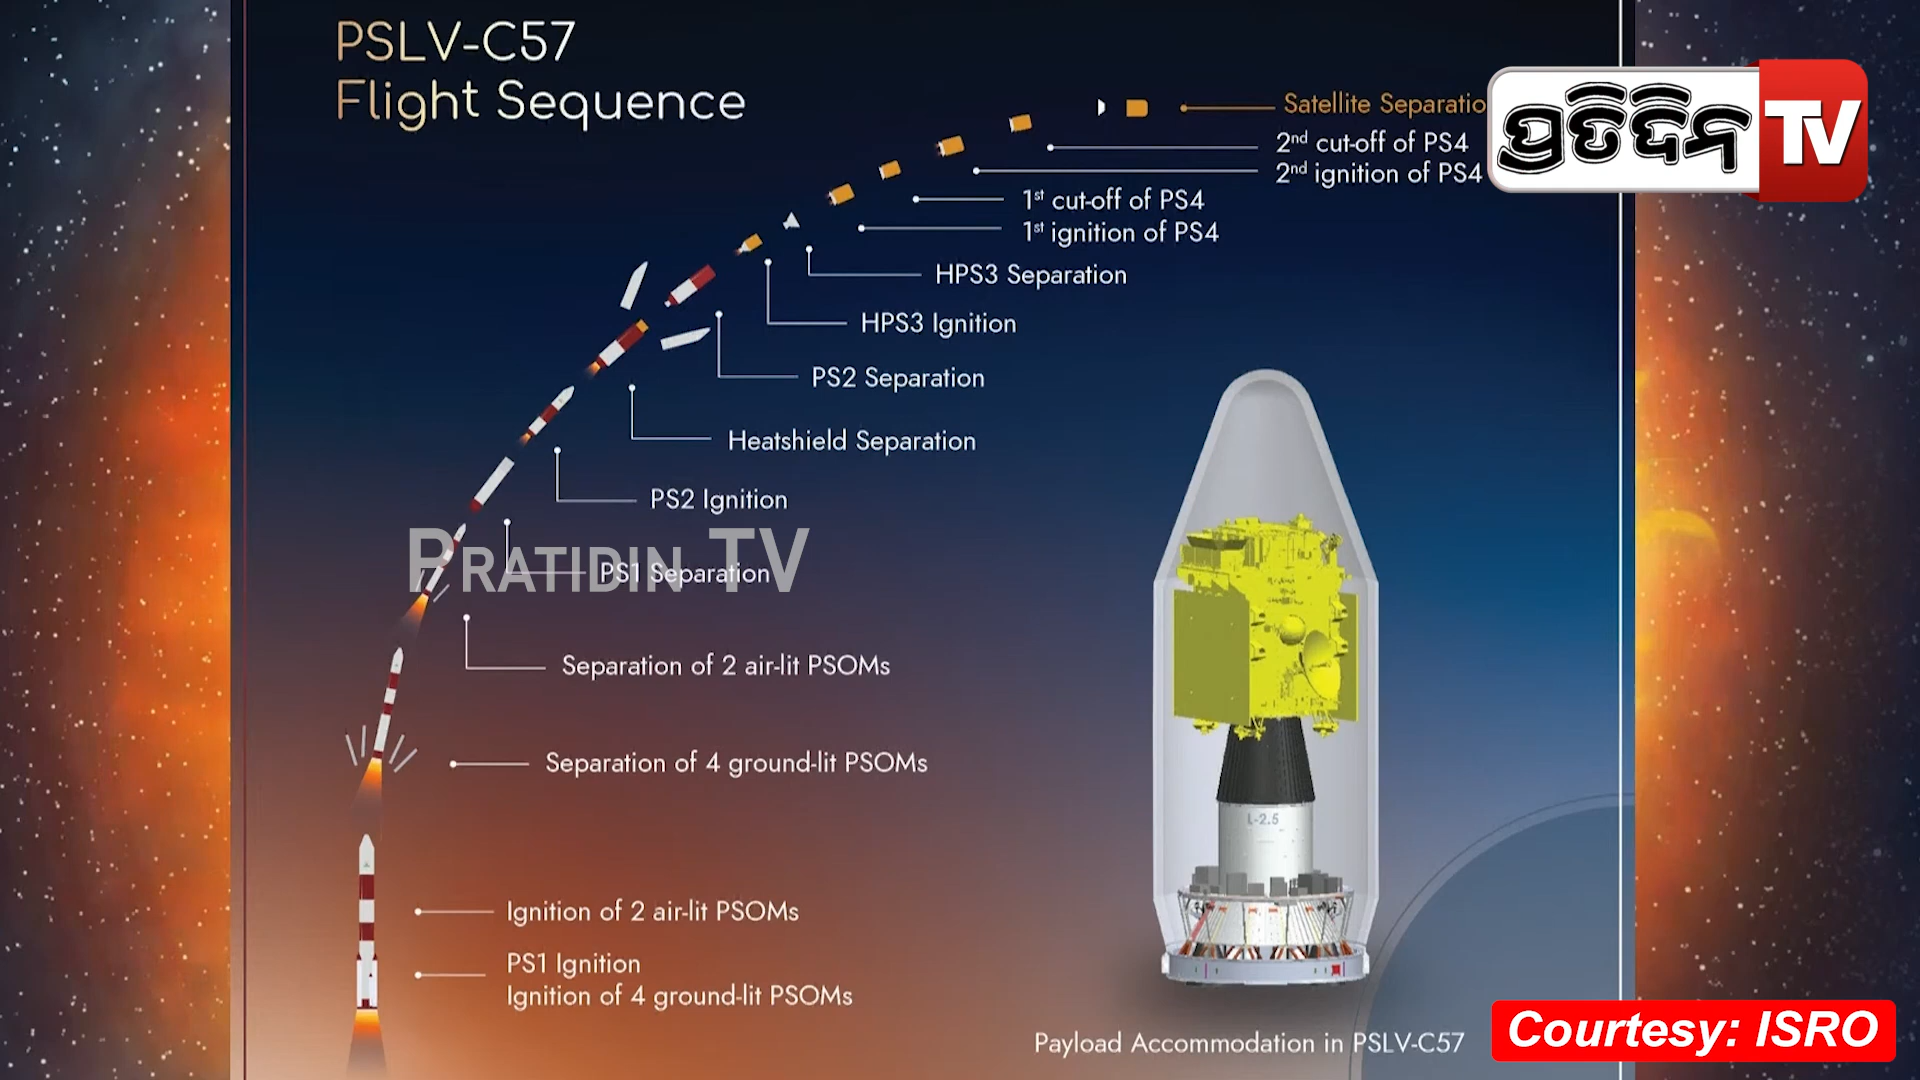 PSLV-C57
Flight Sequence
Satellite Separatio
2nd cut-off of PS4
2nd ignition of PS4
1st cut-off of PS4
1st ignition of PS4
HPS3 Separation
HPS3 Ignition
PS2 Separation
Heatshield Separation
PS2 Ignition
PS1 Separation
Separation of 2 air-lit PSOMs
Separation of 4 ground-lit PSOMs
Ignition of 2 air-lit PSOMs
PS1 Ignition
Ignition of 4 ground-lit PSOMs
ପ୍ରତିଦିନ TV
PRATIDIN TV
L-2.5
Payload Accommodation in PSLV-C57
Courtesy: ISRO